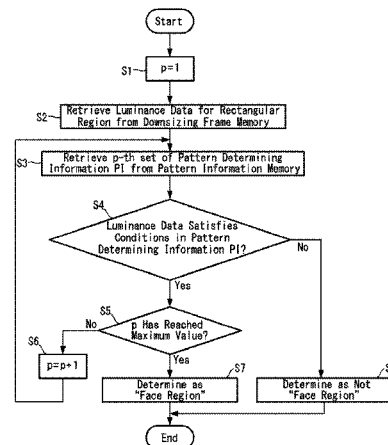 Start
S1
p=1
S2
Retrieve Luminance Data for Rectangular
Region from Downsizing Frame Memory
S3
Retrieve p-th set of Pattern Determining
Information PI from Pattern Information Memory
S4
Luminance Data Satisfies
Conditions in Pattern
Determining Information PI?
No
Yes
S5
p Has Reached
Maximum Value?
No
Yes
S6
p=p+1
S7
Determine as
"Face Region"
Determine as Not
"Face Region"
End